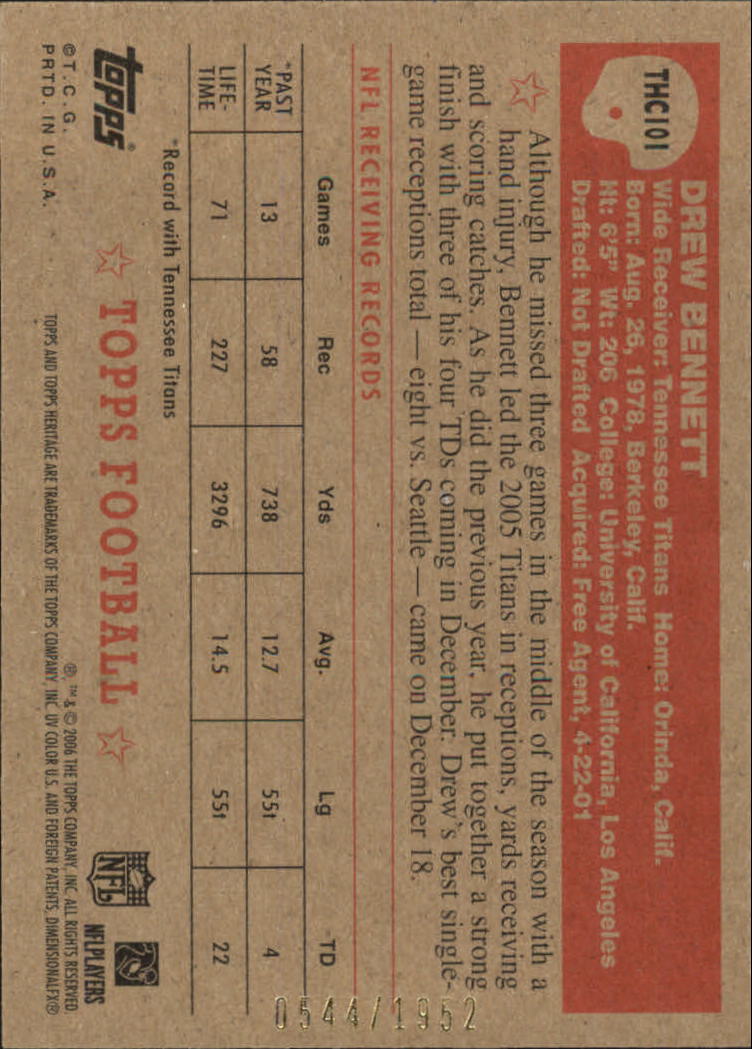 THC101
DREW BENNETT
Wide Receiver: Tennessee Titans Home: Orinda, Calif.
Born: Aug. 26, 1978, Berkeley, Calif.
Ht: 6'5" Wt: 206 College: University of California, Los Angeles
Drafted: Not Drafted Acquired: Free Agent, 4-22-01
Although he missed three games in the middle of the season with a
hand injury, Bennett led the 2005 Titans in receptions, yards receiving
and scoring catches. As he did the previous year, he put together a strong
finish with three of his four TDs coming in December. Drew's best single-
game receptions total — eight vs. Seattle — came on December 18.
NFL RECEIVING RECORDS
Games Rec Yds Avg. Lg TD
*PAST
YEAR 13 58 738 12.7 55t 4
LIFE-
TIME 71 227 3296 14.5 55t 22
*Record with Tennessee Titans
0544/1952
topps®
TOPPS FOOTBALL
NFL
NFLPLAYERS
©T.C.G.
PRTD. IN U.S.A.
®, ™ & © 2006 THE TOPPS COMPANY, INC. ALL RIGHTS RESERVED
TOPPS AND TOPPS HERITAGE ARE TRADEMARKS OF THE TOPPS COMPANY, INC. UV COLOR U.S. AND FOREIGN PATENTS, DIMENSIONALFX®